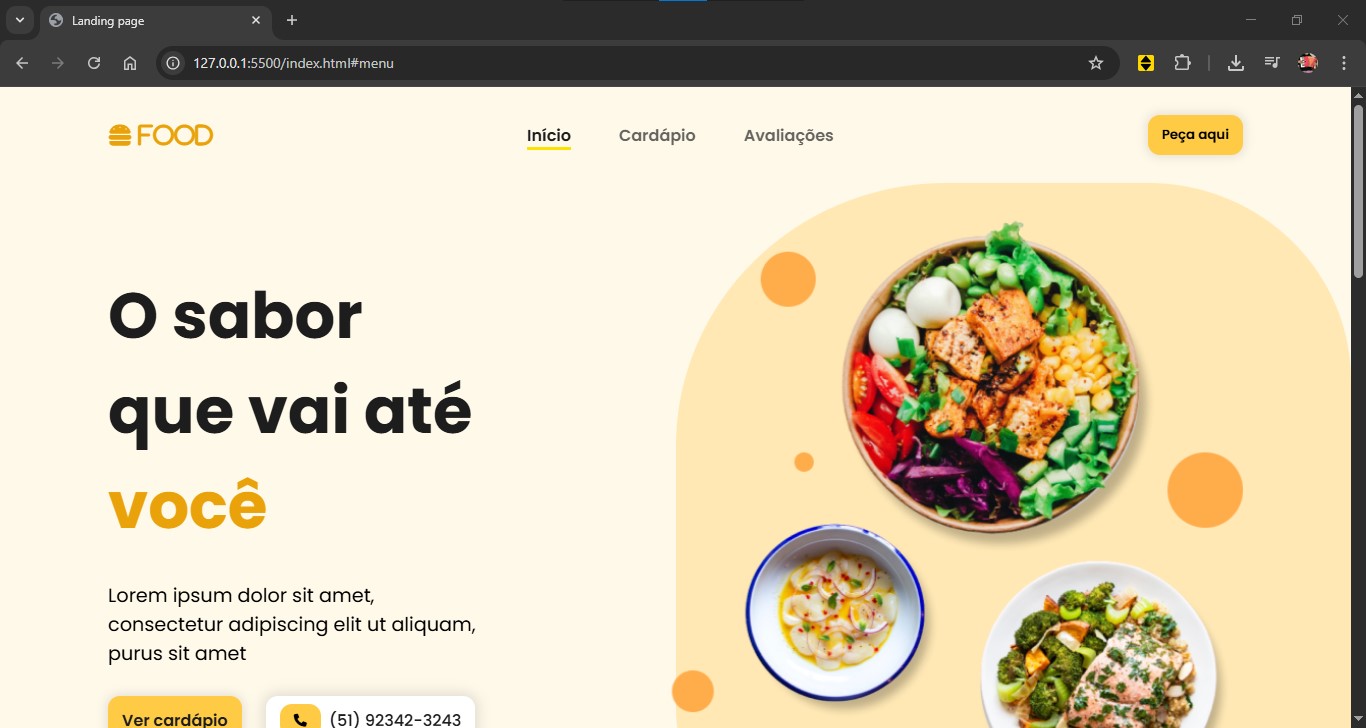 Landing page
127.0.0.1:5500/index.html#menu
FOOD
Início
Cardápio
Avaliações
Peça aqui
O sabor
que vai até
você
Lorem ipsum dolor sit amet,
consectetur adipiscing elit ut aliquam,
purus sit amet
Ver cardápio
(51) 92342-3243